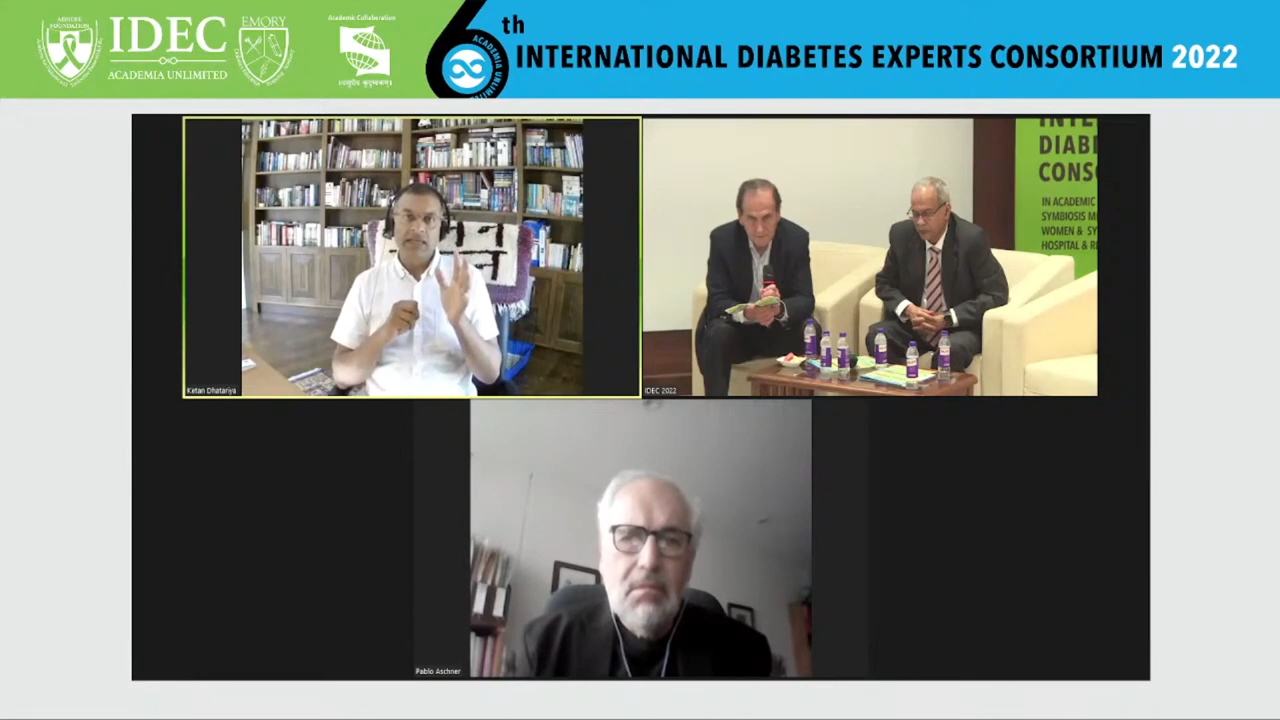 IDEC
ACADEMIA UNLIMITED
EMORY
Academic Collaboration
6th
ACADEMIA UNLIMITED
INTERNATIONAL DIABETES EXPERTS CONSORTIUM 2022
DIAB
CONS
IN ACADEMIC
SYMBIOSIS M
WOMEN & SY
HOSPITAL & R
Ketan Dhatariya
IDEC 2022
Pablo Aschner